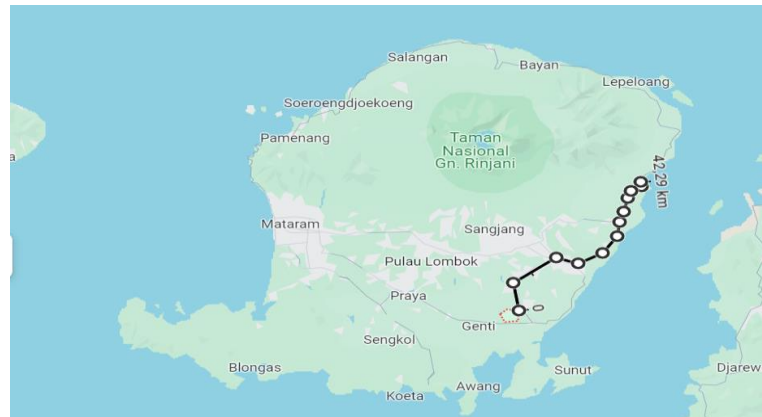 Salangan
Bayan
Lepeloang
Soeroengdjoekoeng
Pamenang
Taman
Nasional
Gn. Rinjani
42,29 km
a
Mataram
Sangjang
Pulau Lombok
Praya
0
Genti
Sengkol
Blongas
Sunut
Djarew
Awang
Koeta